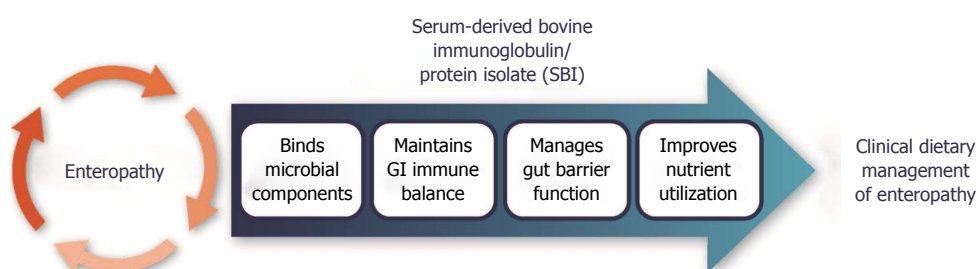 Serum-derived bovine
immunoglobulin/
protein isolate (SBI)
Enteropathy
Binds
microbial
components
Maintains
GI immune
balance
Manages
gut barrier
function
Improves
nutrient
utilization
Clinical dietary
management
of enteropathy